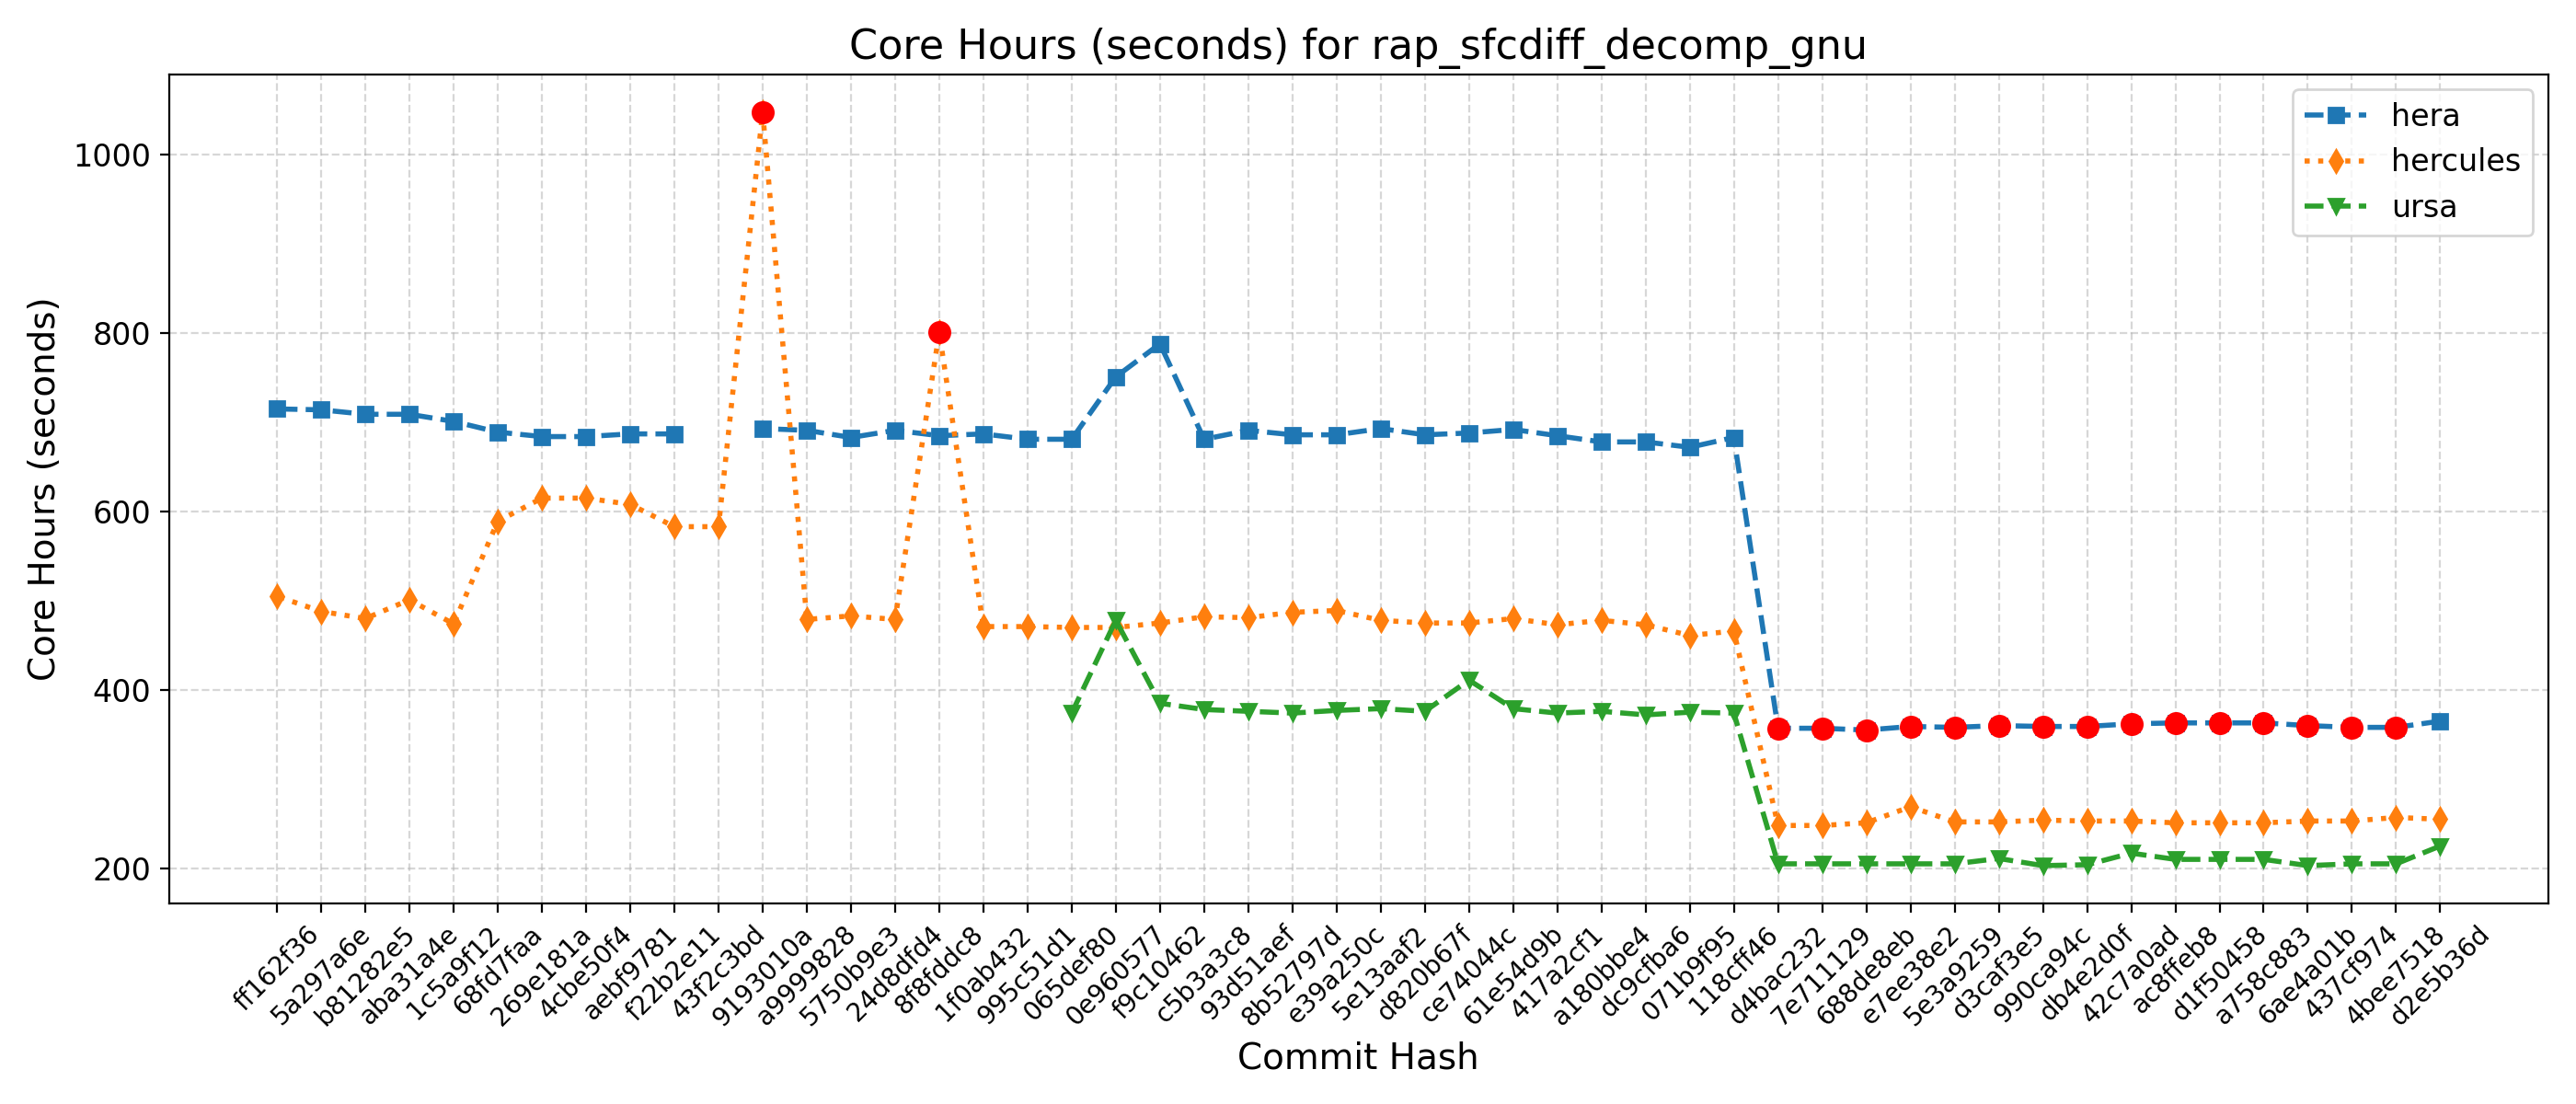 Core Hours (seconds) for rap_sfcdiff_decomp_gnu
hera
hercules
ursa
Core Hours (seconds)
1000
800
600
400
200
ff162f36
5a297a6e
b81282e5
aba31a4e
1c5a9f12
68fd7faa
269e181a
4cbe50f4
aebf9781
f22b2e11
43f2c3bd
9193010a
a9999828
5750b9e3
24d8dfd4
8f8fddc8
1f0ab432
995c51d1
065def80
0e960577
f9c10462
c5b3a3c8
93d51aef
8b52797d
e39a250c
5e13aaf2
d820b67f
ce74044c
61e54d9b
417a2cf1
a180bbe4
dc9cfba6
071b9f95
118cff46
d4bac232
7e711129
688de8eb
e7ee38e2
5e3a9259
d3caf3e5
990ca94c
db4e2d0f
42c7a0ad
ac8ffeb8
d1f50458
a758c883
6ae4a01b
437cf974
4bee7518
d2e5b36d
Commit Hash